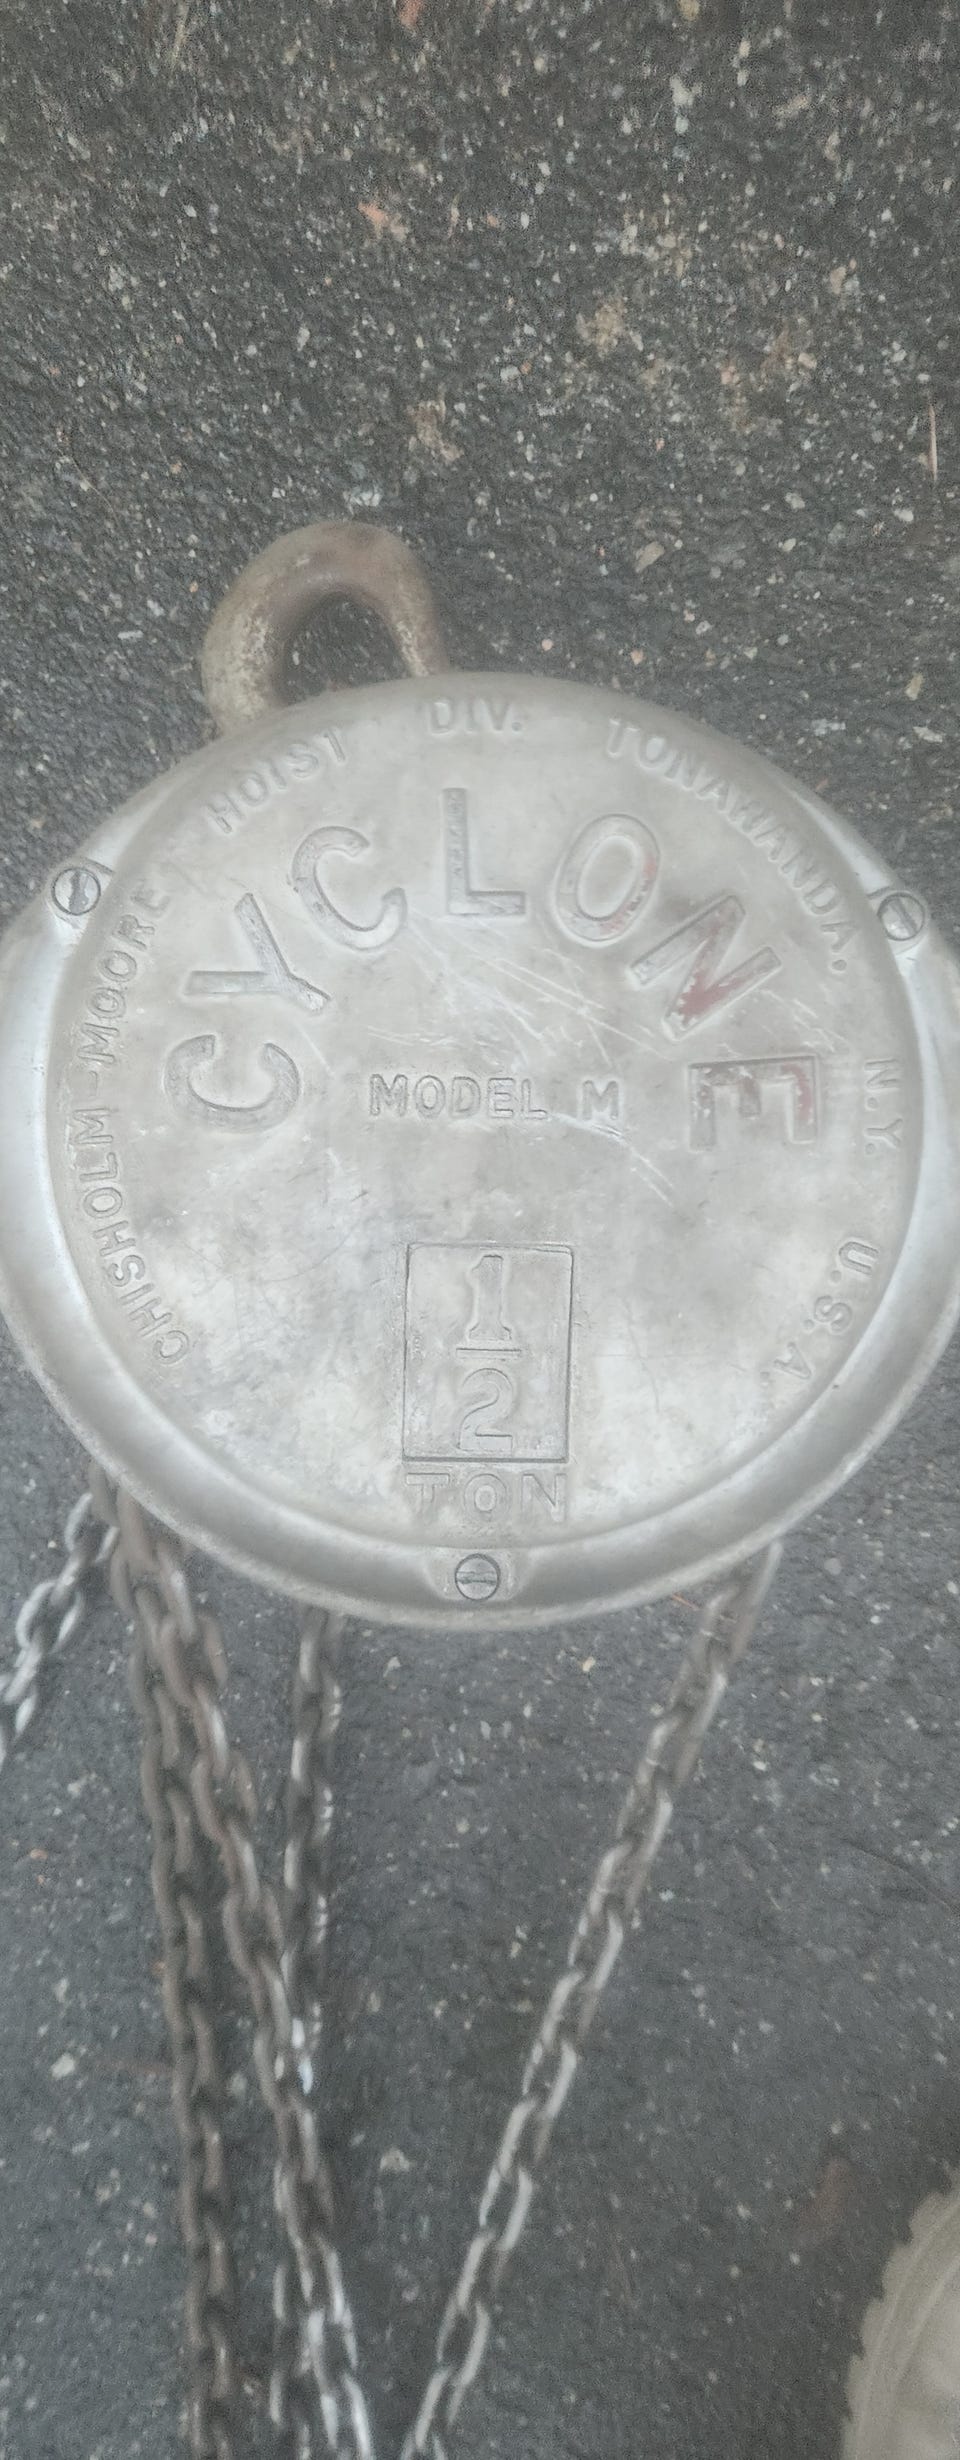 CHISHOLM-MOORE HOIST DIV. TONAWANDA, N.Y. U.S.A.
CYCLONE
MODEL M
1/2
TON